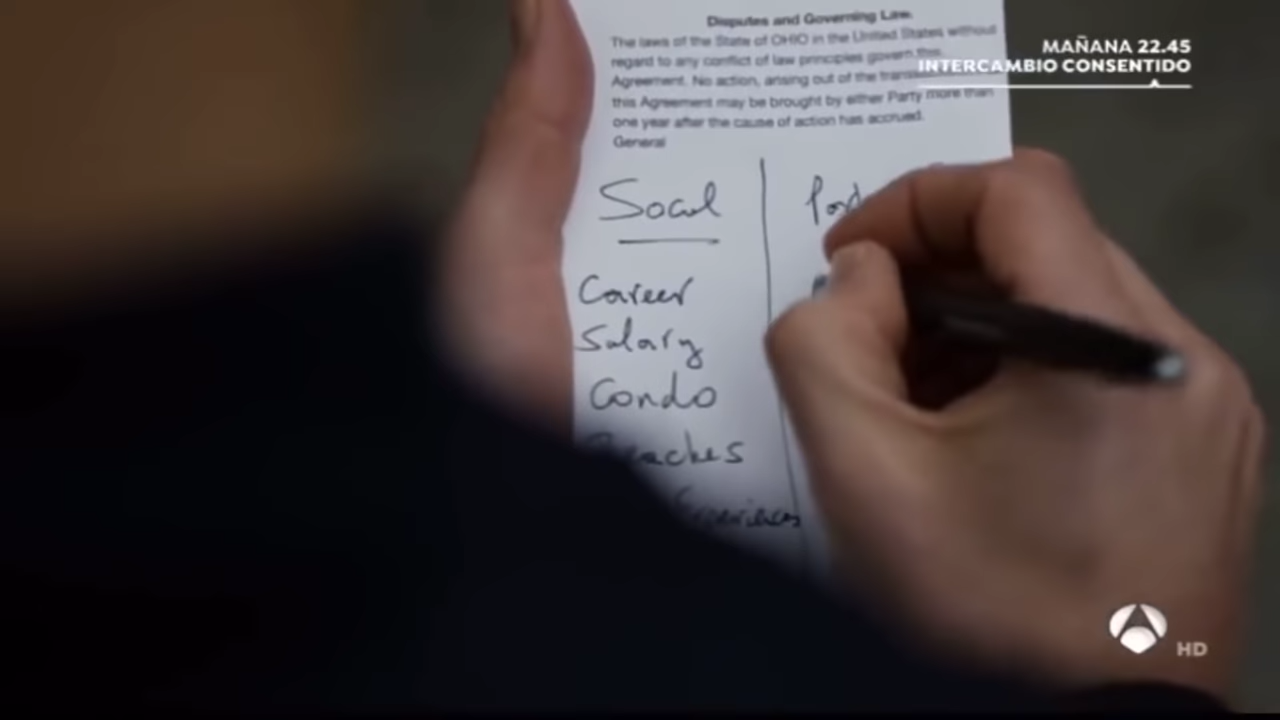 Disputes and Governing Law.
The laws of the State of OHIO in the United States without
regard to any conflict of law principles govern this
Agreement. No action, arising out of the
this Agreement may be brought by either Party more than
one year after the cause of action has accrued.
General
MAÑANA 22.45
INTERCAMBIO CONSENTIDO
Socal
Career
Salary
Condo
HD